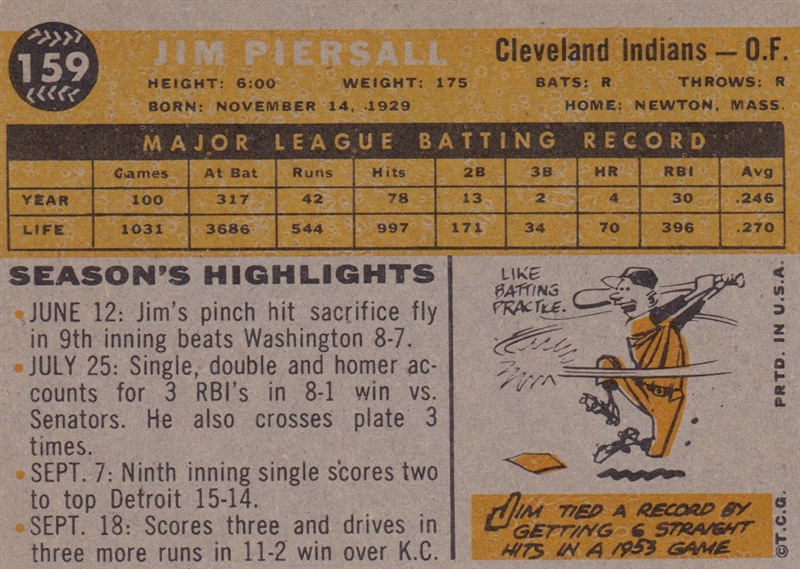 159
JIM PIERSALL
Cleveland Indians — O.F.
HEIGHT: 6:00 WEIGHT: 175 BATS: R THROWS: R
BORN: NOVEMBER 14, 1929 HOME: NEWTON, MASS.
MAJOR LEAGUE BATTING RECORD
Games At Bat Runs Hits 2B 3B HR RBI Avg
YEAR 100 317 42 78 13 2 4 30 .246
LIFE 1031 3686 544 997 171 34 70 396 .270
SEASON'S HIGHLIGHTS
• JUNE 12: Jim's pinch hit sacrifice fly
in 9th inning beats Washington 8-7.
• JULY 25: Single, double and homer ac-
counts for 3 RBI's in 8-1 win vs.
Senators. He also crosses plate 3
times.
• SEPT. 7: Ninth inning single scores two
to top Detroit 15-14.
• SEPT. 18: Scores three and drives in
three more runs in 11-2 win over K.C.
LIKE
BATTING
PRACTICE.
JIM TIED A RECORD BY
GETTING 6 STRAIGHT
HITS IN A 1953 GAME
PRTD. IN U.S.A.
©T.C.G.